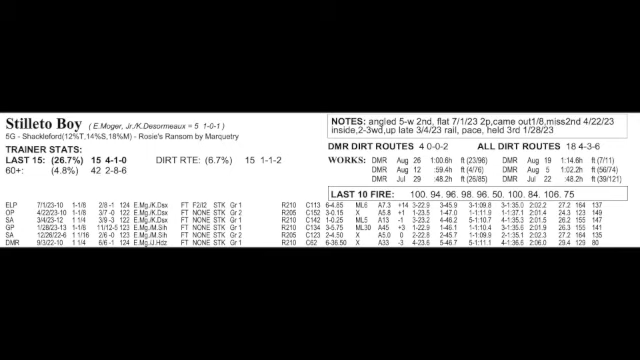 Stilleto Boy ( E.Moger, Jr./K.Desormeaux = 5 1-0-1 )
5G - Shackleford(12%T,14%S,18%M) - Rosie's Ransom by Marquetry
TRAINER STATS:
LAST 15: (26.7%) 15 4-1-0 DIRT RTE: (6.7%) 15 1-1-2
60+: (4.8%) 42 2-8-6
NOTES: angled 5-w 2nd, flat 7/1/23 2p,came out1/8,miss2nd 4/22/23
inside,2-3wd,up late 3/4/23 rail, pace, held 3rd 1/28/23
DMR DIRT ROUTES 4 0-0-2 ALL DIRT ROUTES 18 4-3-6
WORKS: DMR Aug 26 1:00.6h (23/96) DMR Aug 19 1:14.6h ft (7/11)
DMR Aug 12 :59.4h ft (4/76) DMR Aug 5 1:02.2h ft (56/74)
DMR Jul 29 :48.2h ft (26/85) DMR Jul 22 :48.2h ft (39/121)
LAST 10 FIRE: 100. 94. 96. 98. 96. 50. 100. 84. 106. 75
ELP 7/1/23-10 1-1/8 2/8 -1 124 E.Mg./K.Dsx FT F2/I2 STK Gr 1 R210 C113 6-4.85 ML6 A7.3 +14 2-22.9 2-45.9 3-1:09.8 3-1:35.0 2:02.2 27.2 164 137
OP 4/22/23-10 1-1/8 3/7 -0 122 E.Mg./K.Dsx FT NONE STK Gr 2 R205 C152 3-0.15 X A5.8 +1 1-23.5 1-47.0 1-1:11.9 1-1:37.1 2:01.4 24.3 123 149
SA 3/4/23-12 1-1/4 3/9 -3 122 E.Mg./K.Dsx FT NONE STK Gr 1 R210 C142 1-0.25 ML5 A13 -1 3-23.2 4-46.2 5-1:10.7 5-1:35.1 2:01.5 26.3 155 141
GP 1/28/23-13 1-1/8 11/12-5 123 E.Mg./M.Slh FT NONE STK Gr 1 R210 C134 3-5.75 ML30 A45 +3 1-22.9 1-46.1 1-1:10.4 3-1:35.6 2:01.9 26.3 155 141
SA 12/26/22-6 1 1/16 2/6 -0 123 E.Mg./M.Slh FT NONE STK Gr 2 R205 C123 2-4.50 X A5.0 0 2-22.8 2-45.7 2-1:09.9 2-1:35.1 2:02.3 27.2 164 135
DMR 9/3/22-10 1 1/4 6/6 -1 124 E.Mg./J.Hdz FT NONE STK Gr 1 R210 C62 6-36.50 X A33 -3 4-23.6 5-46.7 5-1:11.1 4-1:36.6 2:06.0 29.4 129 80